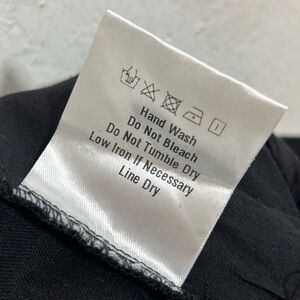 Hand Wash
Do Not Bleach
Do Not Tumble Dry
Low Iron If Necessary
Line Dry